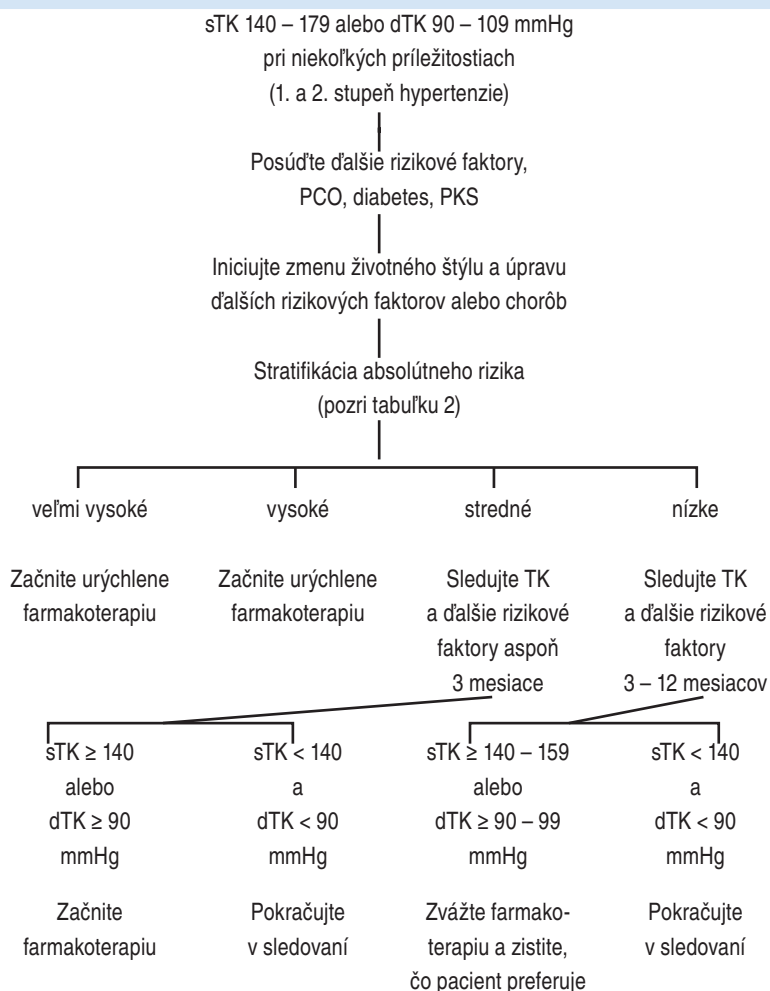 sTK 140 – 179 alebo dTK 90 – 109 mmHg
pri niekoľkých príležitostiach
(1. a 2. stupeň hypertenzie)
Posúďte ďalšie rizikové faktory,
PCO, diabetes, PKS
Iniciujte zmenu životného štýlu a úpravu
ďalších rizikových faktorov alebo chorôb
Stratifikácia absolútneho rizika
(pozri tabuľku 2)
veľmi vysoké
Začnite urýchlene
farmakoterapiu
vysoké
Začnite urýchlene
farmakoterapiu
stredné
Sledujte TK
a ďalšie rizikové
faktory aspoň
3 mesiace
nízke
Sledujte TK
a ďalšie rizikové
faktory
3 – 12 mesiacov
sTK ≥ 140
alebo
dTK ≥ 90
mmHg
Začnite
farmakoterapiu
sTK < 140
a
dTK < 90
mmHg
Pokračujte
v sledovaní
sTK ≥ 140 – 159
alebo
dTK ≥ 90 – 99
mmHg
Zvážte farmako-
terapiu a zistite,
čo pacient preferuje
sTK < 140
a
dTK < 90
mmHg
Pokračujte
v sledovaní